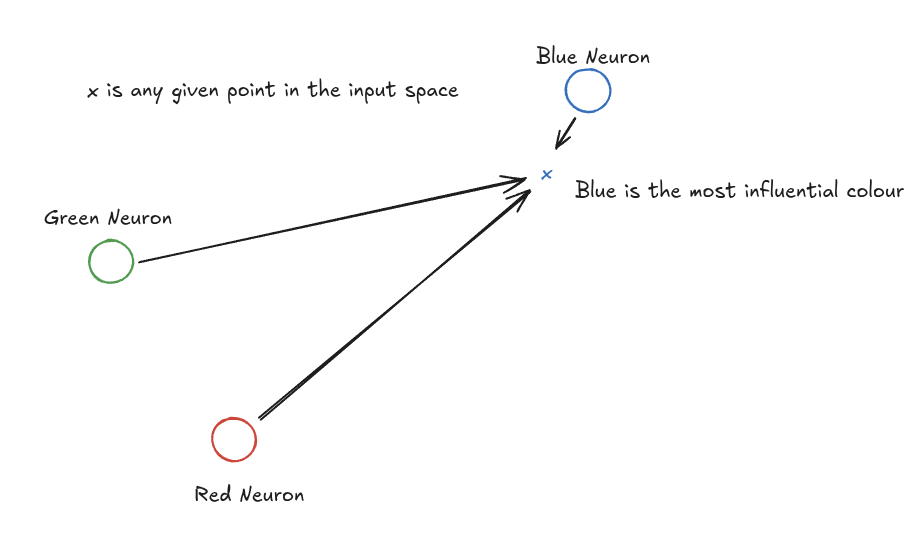 Blue Neuron
x is any given point in the input space
x
Blue is the most influential colour
Green Neuron
Red Neuron